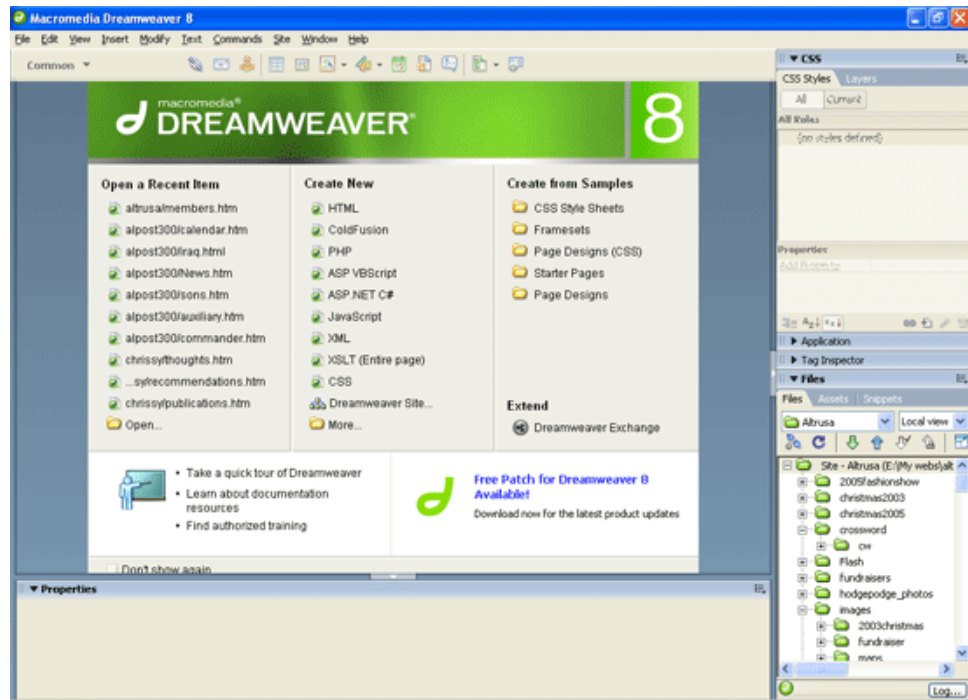 Macromedia Dreamweaver 8
File Edit View Insert Modify Text Commands Site Window Help
Common
macromedia®
DREAMWEAVER®
8
Open a Recent Item
altrusa/members.htm
alpost300/calendar.htm
alpost300/iraq.html
alpost300/News.htm
alpost300/sons.htm
alpost300/auxiliary.htm
alpost300/commander.htm
chrissy/thoughts.htm
...sy/recommendations.htm
chrissy/publications.htm
Open...
Create New
HTML
ColdFusion
PHP
ASP VBScript
ASP.NET C#
JavaScript
XML
XSLT (Entire page)
CSS
Dreamweaver Site...
More...
Create from Samples
CSS Style Sheets
Framesets
Page Designs (CSS)
Starter Pages
Page Designs
Extend
Dreamweaver Exchange
• Take a quick tour of Dreamweaver
• Learn about documentation
resources
• Find authorized training
Free Patch for Dreamweaver 8
Available!
Download now for the latest product updates
Don't show again
Properties
CSS
CSS Styles Layers
All Current
All Rules
(no styles defined)
Properties
Add Property
Application
Tag Inspector
Files
Files Assets Snippets
Altrusa Local view
Site - Altrusa (E:\My webs\alt
2005fashionshow
christmas2003
christmas2005
crossword
cw
Flash
fundraisers
hodgepodge_photos
images
2003christmas
fundraiser
maps
Log...